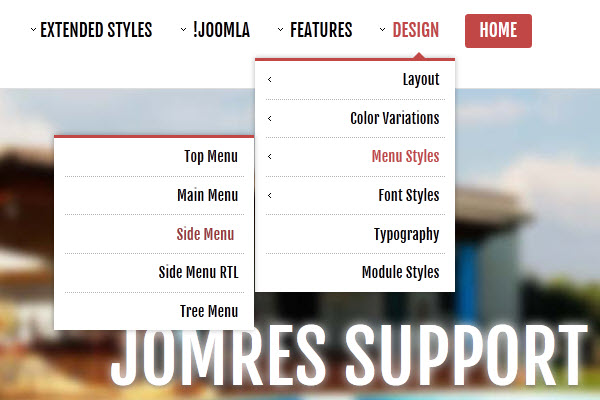 EXTENDED STYLES !JOOMLA FEATURES DESIGN HOME
Layout
Color Variations
Menu Styles
Font Styles
Typography
Module Styles
Top Menu
Main Menu
Side Menu
Side Menu RTL
Tree Menu
JOMRES SUPPORT